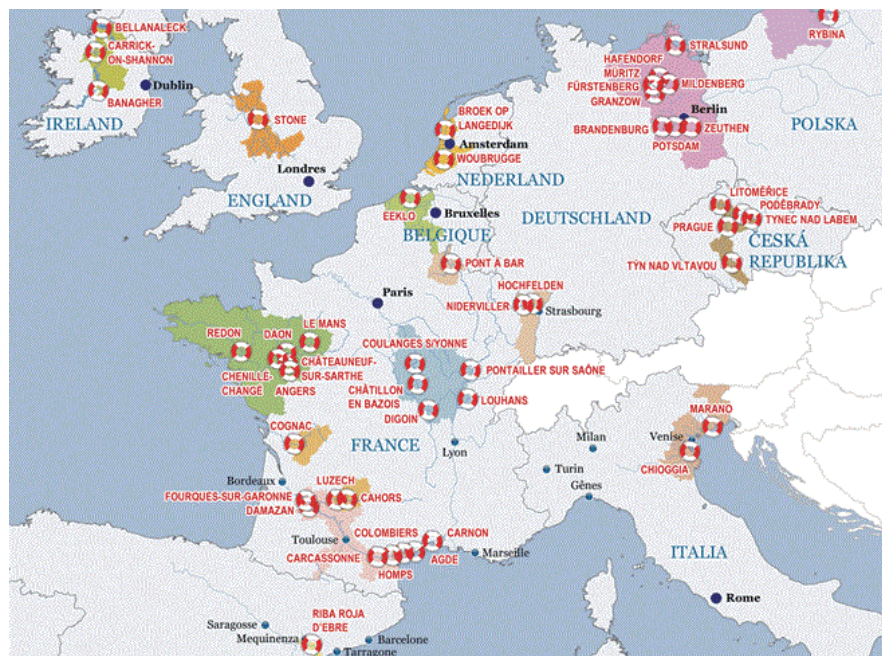 BELLANALECK
CARRICK-
ON-SHANNON
Dublin
BANAGHER
IRELAND
STONE
Londres
ENGLAND
BROEK OP
LANGEDIJK
Amsterdam
WOUBRUGGE
NEDERLAND
EEKLO
Bruxelles
BELGIQUE
PONT À BAR
DEUTSCHLAND
STRALSUND
HAFENDORF
MÜRITZ
FÜRSTENBERG
GRANZOW
MILDENBERG
Berlin
BRANDENBURG
ZEUTHEN
POTSDAM
RYBINA
POLSKA
LITOMĚŘICE
PODĚBRADY
TYNEC NAD LABEM
PRAGUE
ČESKÁ
REPUBLIKA
TÝN NAD VLTAVOU
HOCHFELDEN
NIDERVILLER
Strasbourg
Paris
REDON
DAON
LE MANS
CHÂTEAUNEUF-
SUR-SARTHE
CHENILLÉ-
CHANGÉ
ANGERS
COULANGES S/YONNE
PONTAILLER SUR SAÔNE
CHÂTILLON
EN BAZOIS
LOUHANS
DIGOIN
COGNAC
FRANCE
Lyon
Bordeaux
FOURQUES-SUR-GARONNE
DAMAZAN
LUZECH
CAHORS
Toulouse
COLOMBIERS
CARNON
CARCASSONNE
AGDE
HOMPS
Marseille
MARANO
Milan
Venise
Turin
CHIOGGIA
Gênes
ITALIA
Rome
RIBA ROJA
D'EBRE
Saragosse
Mequinenza
Barcelone
Tarragone